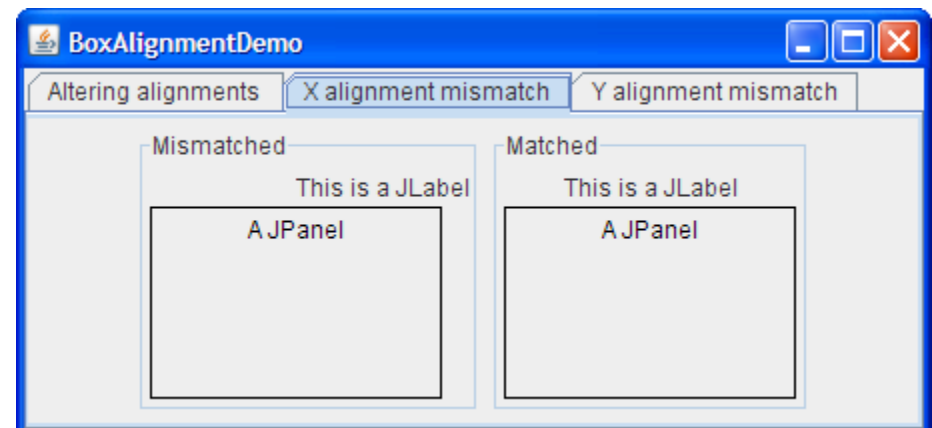 BoxAlignmentDemo
Altering alignments X alignment mismatch Y alignment mismatch
Mismatched
This is a JLabel
A JPanel
Matched
This is a JLabel
A JPanel